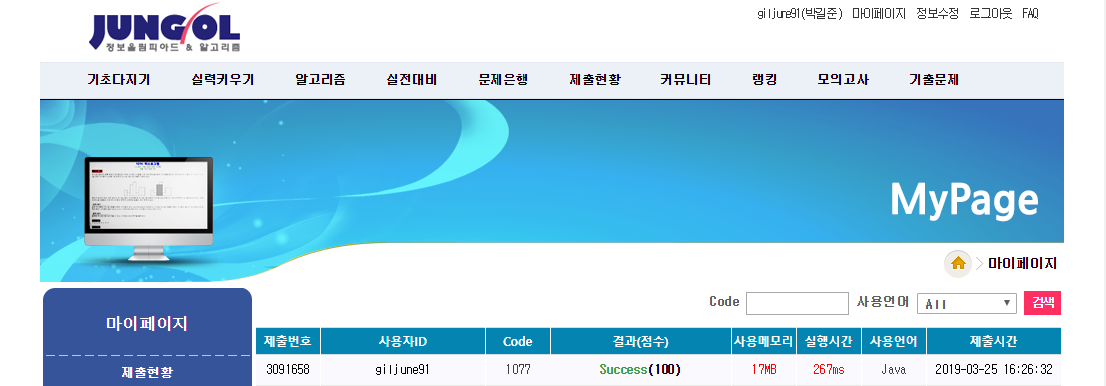 JUNGOL
정보올림피아드 & 알고리즘
giljune91(박길준) 마이페이지 정보수정 로그아웃 FAQ
기초다지기 실력키우기 알고리즘 실전대비 문제은행 제출현황 커뮤니티 랭킹 모의고사 기출문제
MyPage
마이페이지
마이페이지
제출현황
Code 사용언어 All 검색
제출번호 사용자ID Code 결과(점수) 사용메모리 실행시간 사용언어 제출시간
3091658 giljune91 1077 Success(100) 17MB 267ms Java 2019-03-25 16:26:32